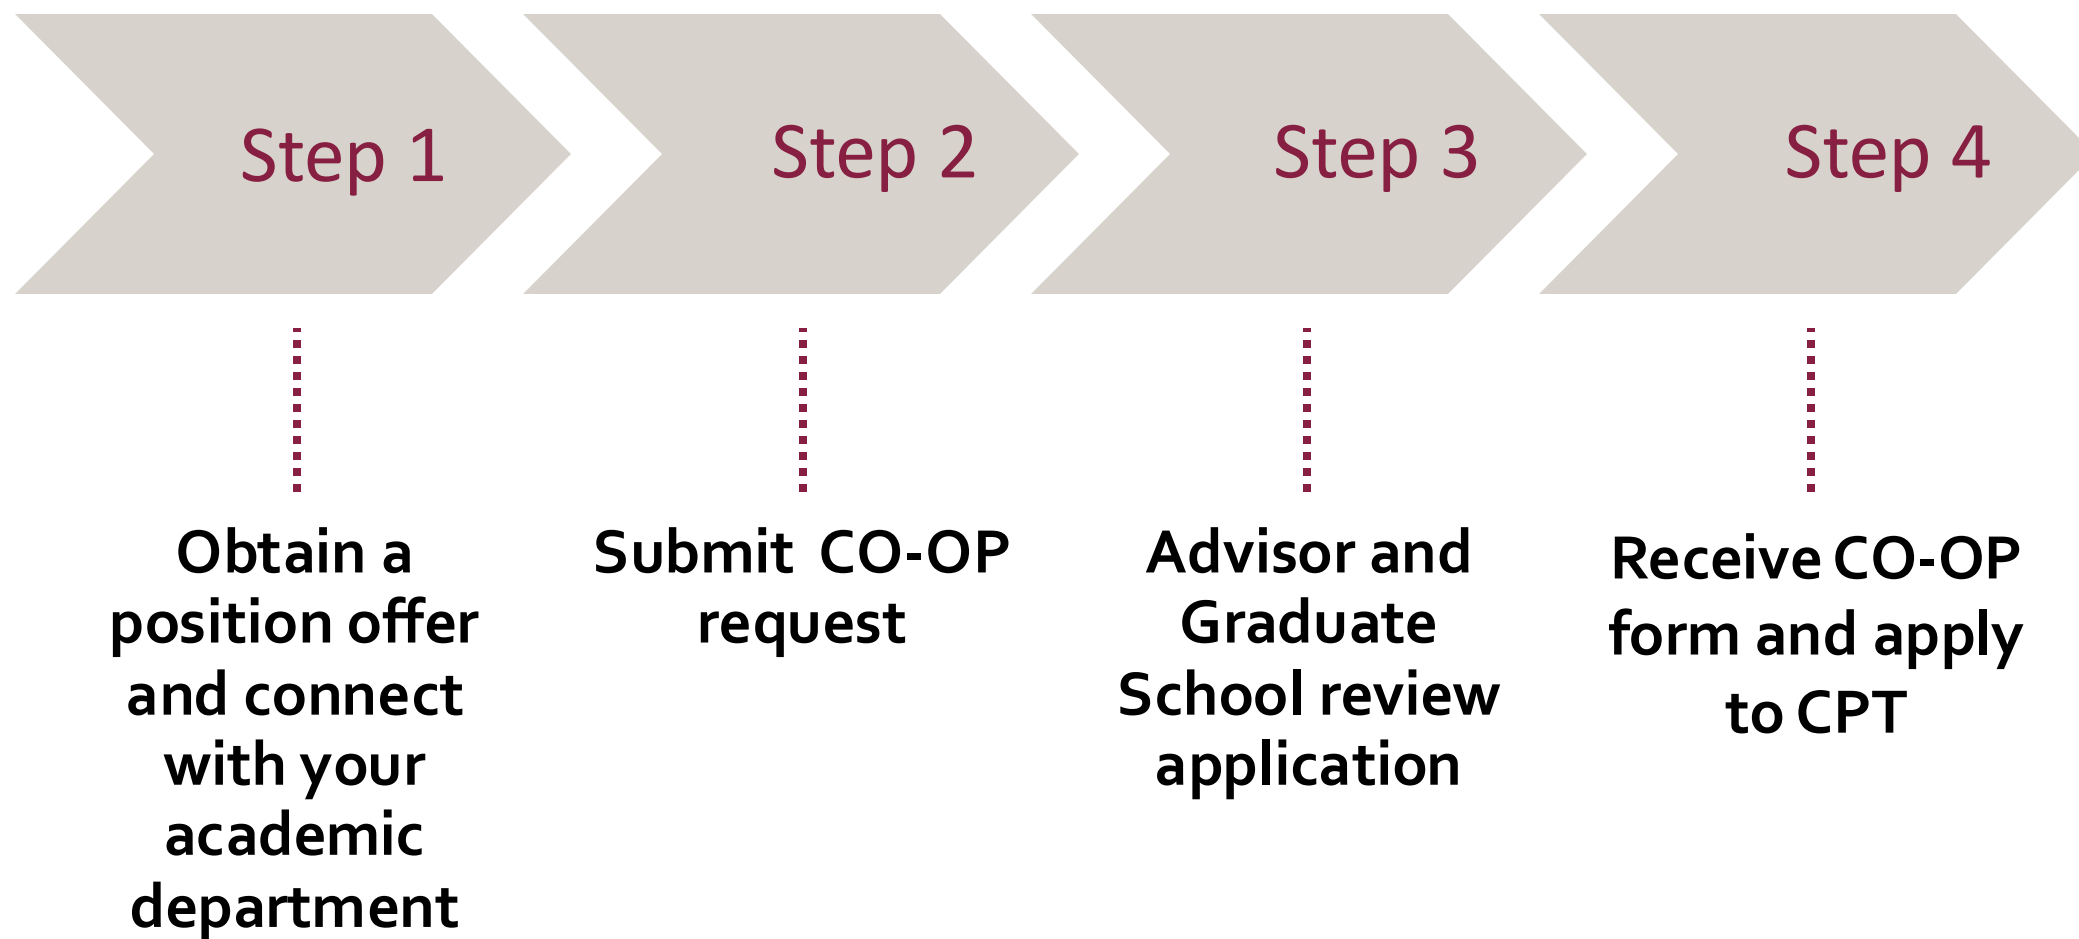 Step 1
Step 2
Step 3
Step 4
Obtain a
position offer
and connect
with your
academic
department
Submit CO-OP
request
Advisor and
Graduate
School review
application
Receive CO-OP
form and apply
to CPT